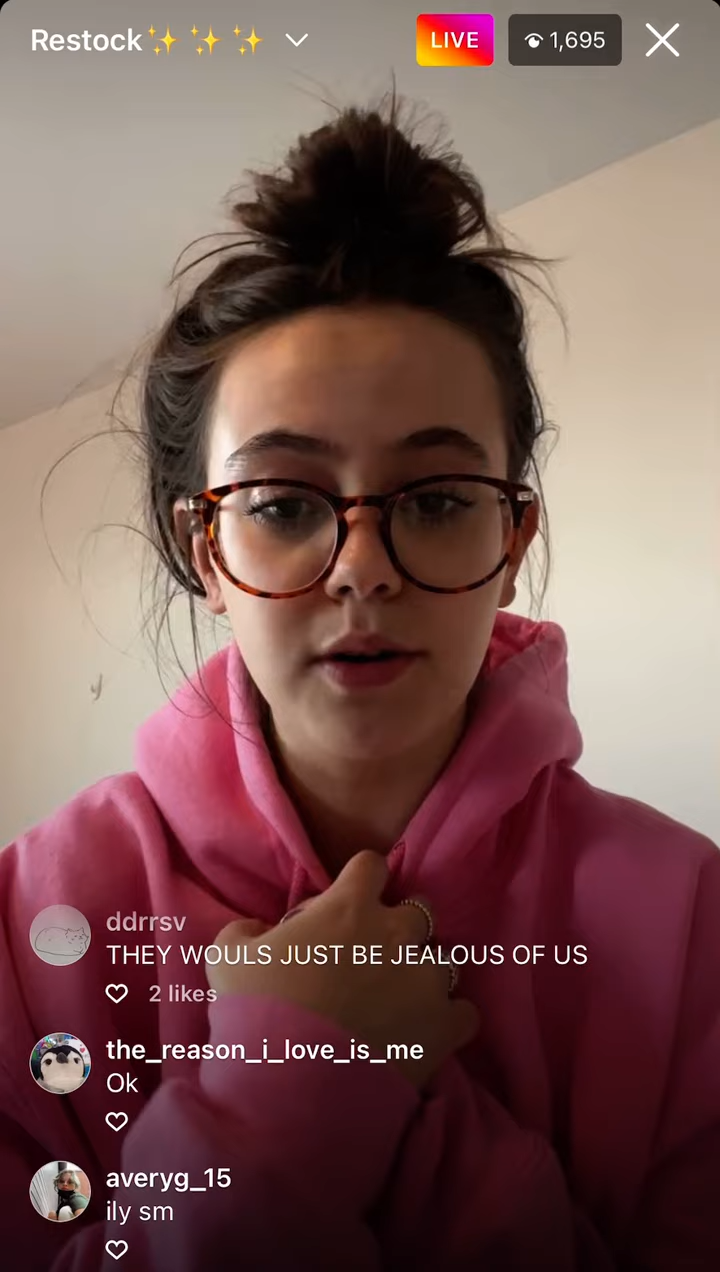 Restock✨ ✨ ✨
LIVE
1,695
ddrrsv
THEY WOULS JUST BE JEALOUS OF US
2 likes
the_reason_i_love_is_me
Ok
averyg_15
ily sm